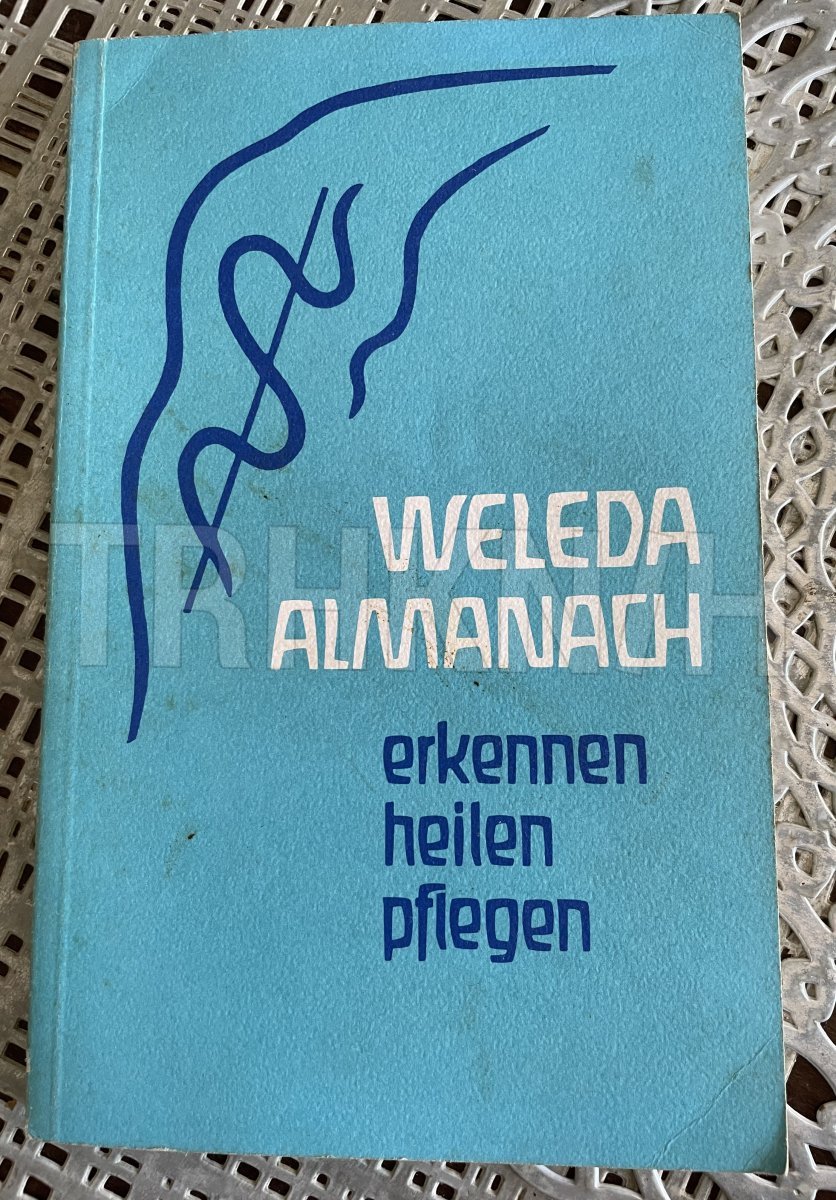 WELEDA
ALMANACH
erkennen
heilen
pflegen